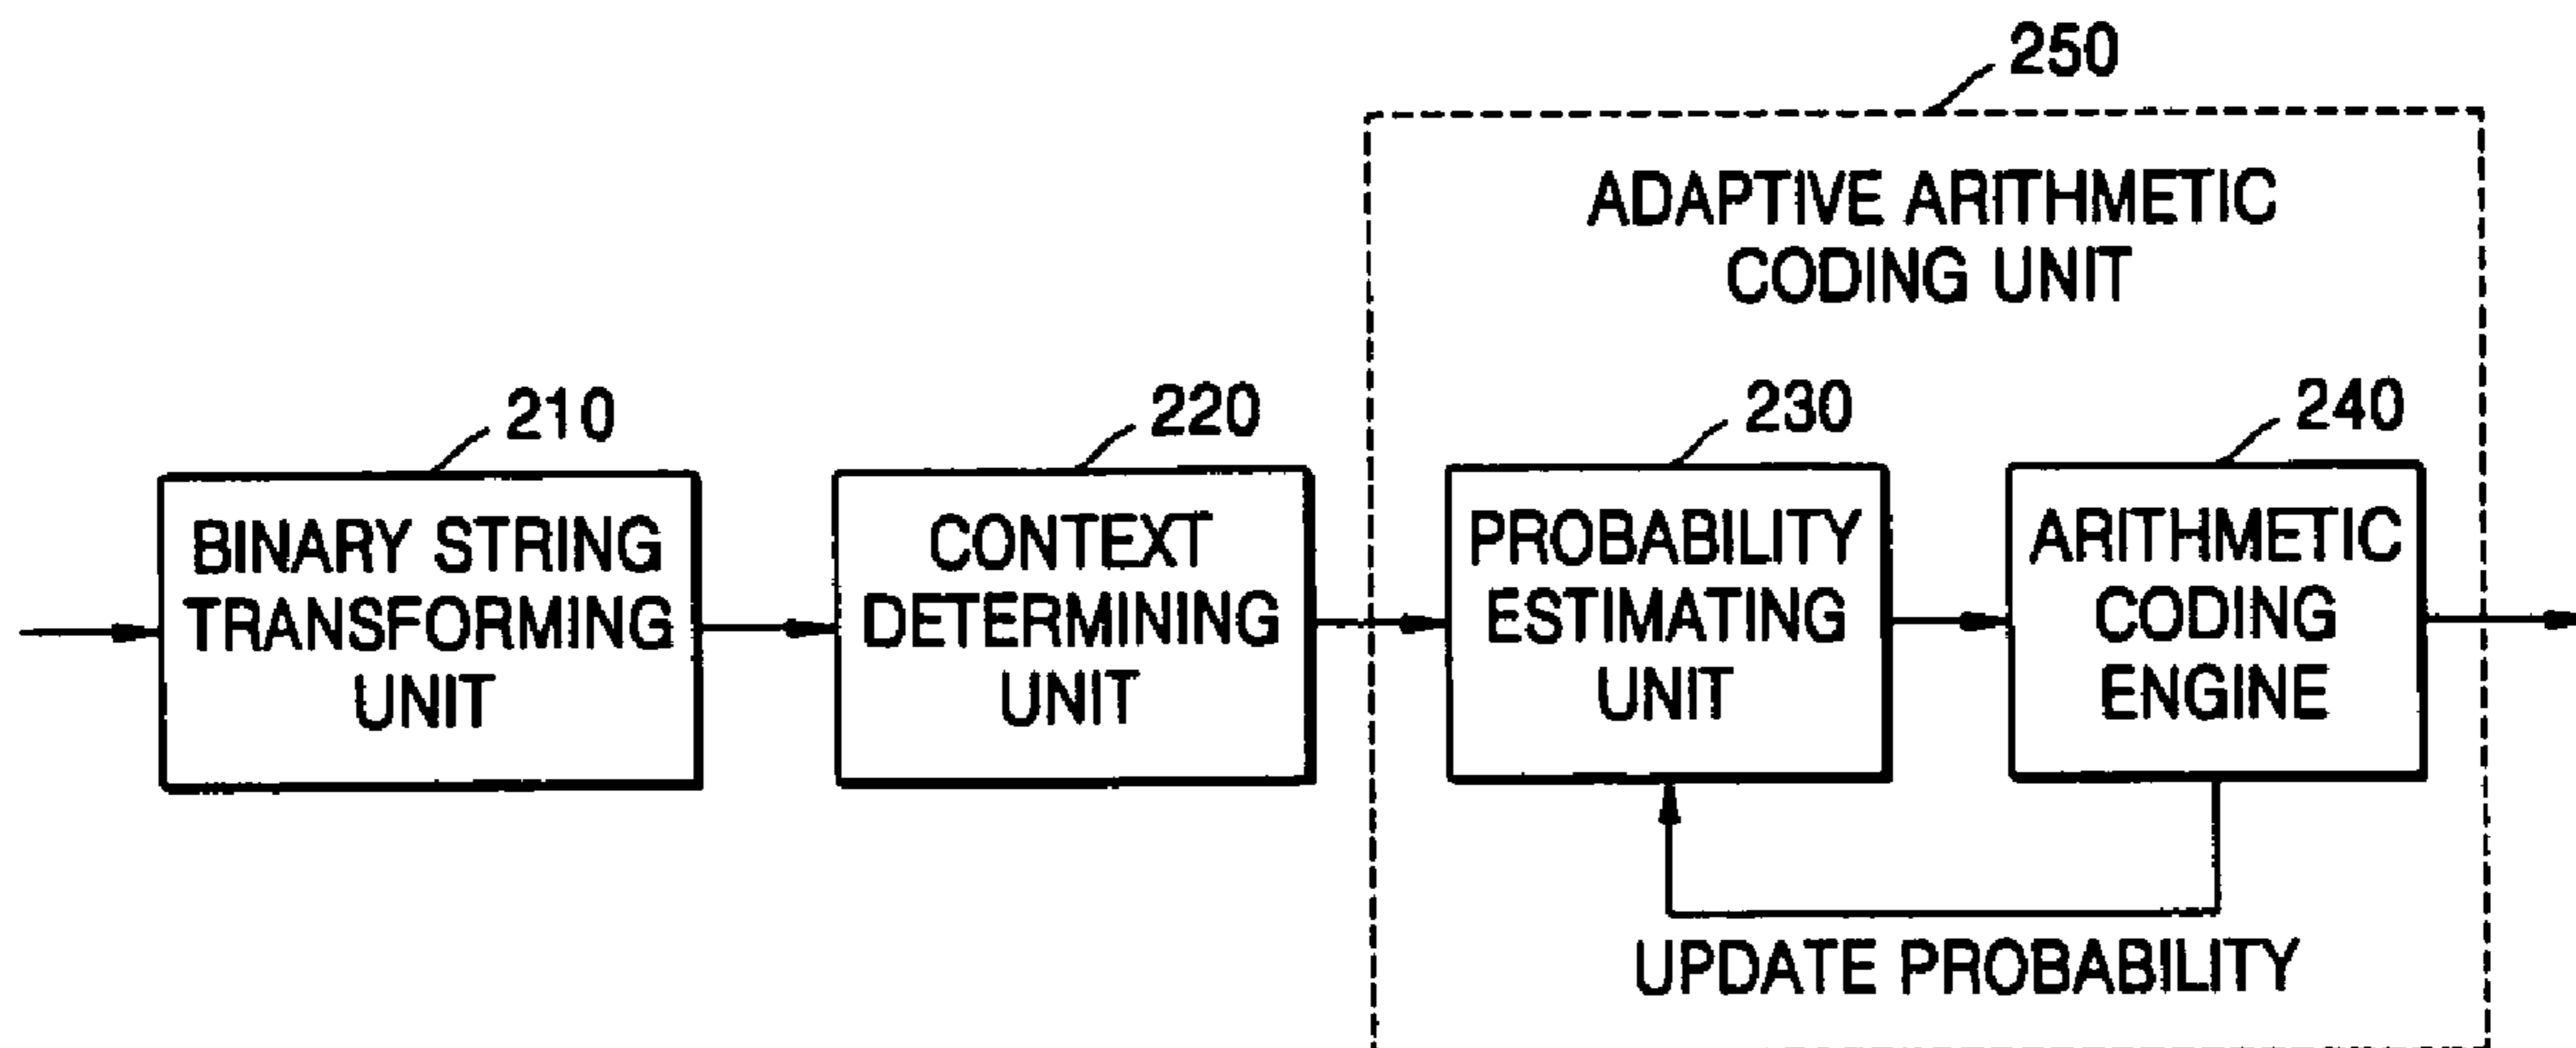 250
ADAPTIVE ARITHMETIC
CODING UNIT
210
220
230
240
BINARY STRING
TRANSFORMING
UNIT
CONTEXT
DETERMINING
UNIT
PROBABILITY
ESTIMATING
UNIT
ARITHMETIC
CODING
ENGINE
UPDATE PROBABILITY